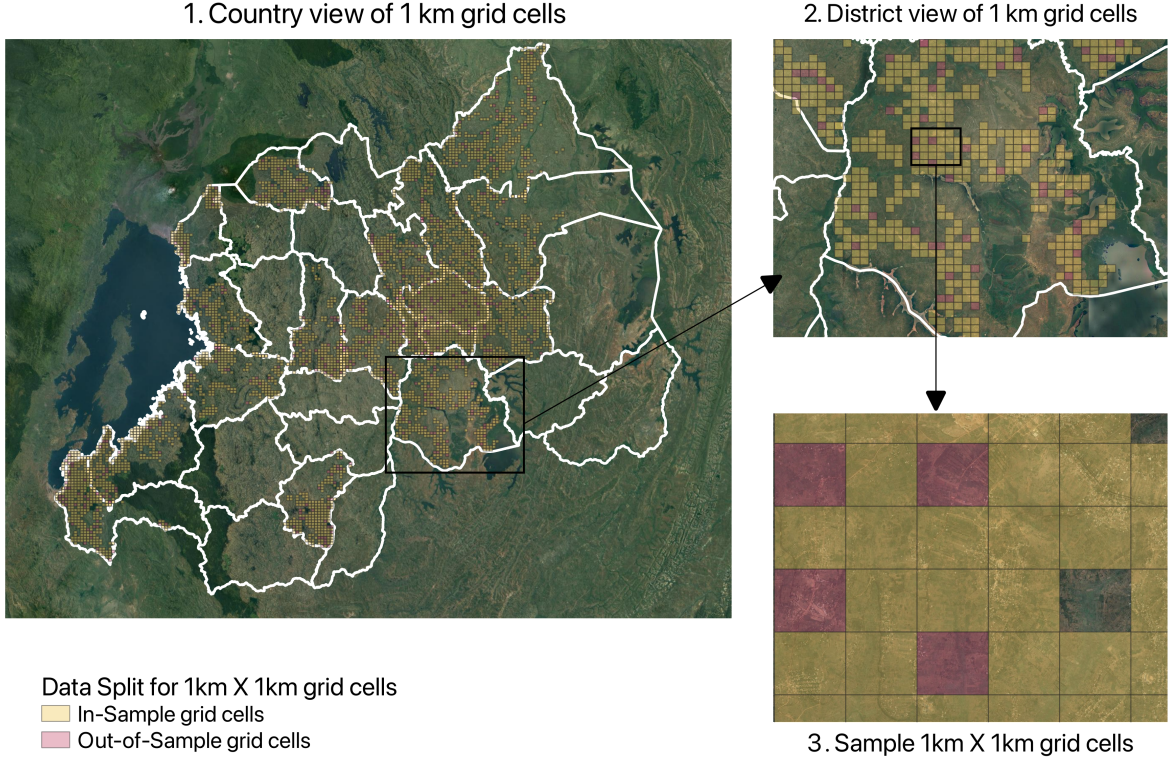 1. Country view of 1 km grid cells
2. District view of 1 km grid cells
Data Split for 1km X 1km grid cells
In-Sample grid cells
Out-of-Sample grid cells
3. Sample 1km X 1km grid cells